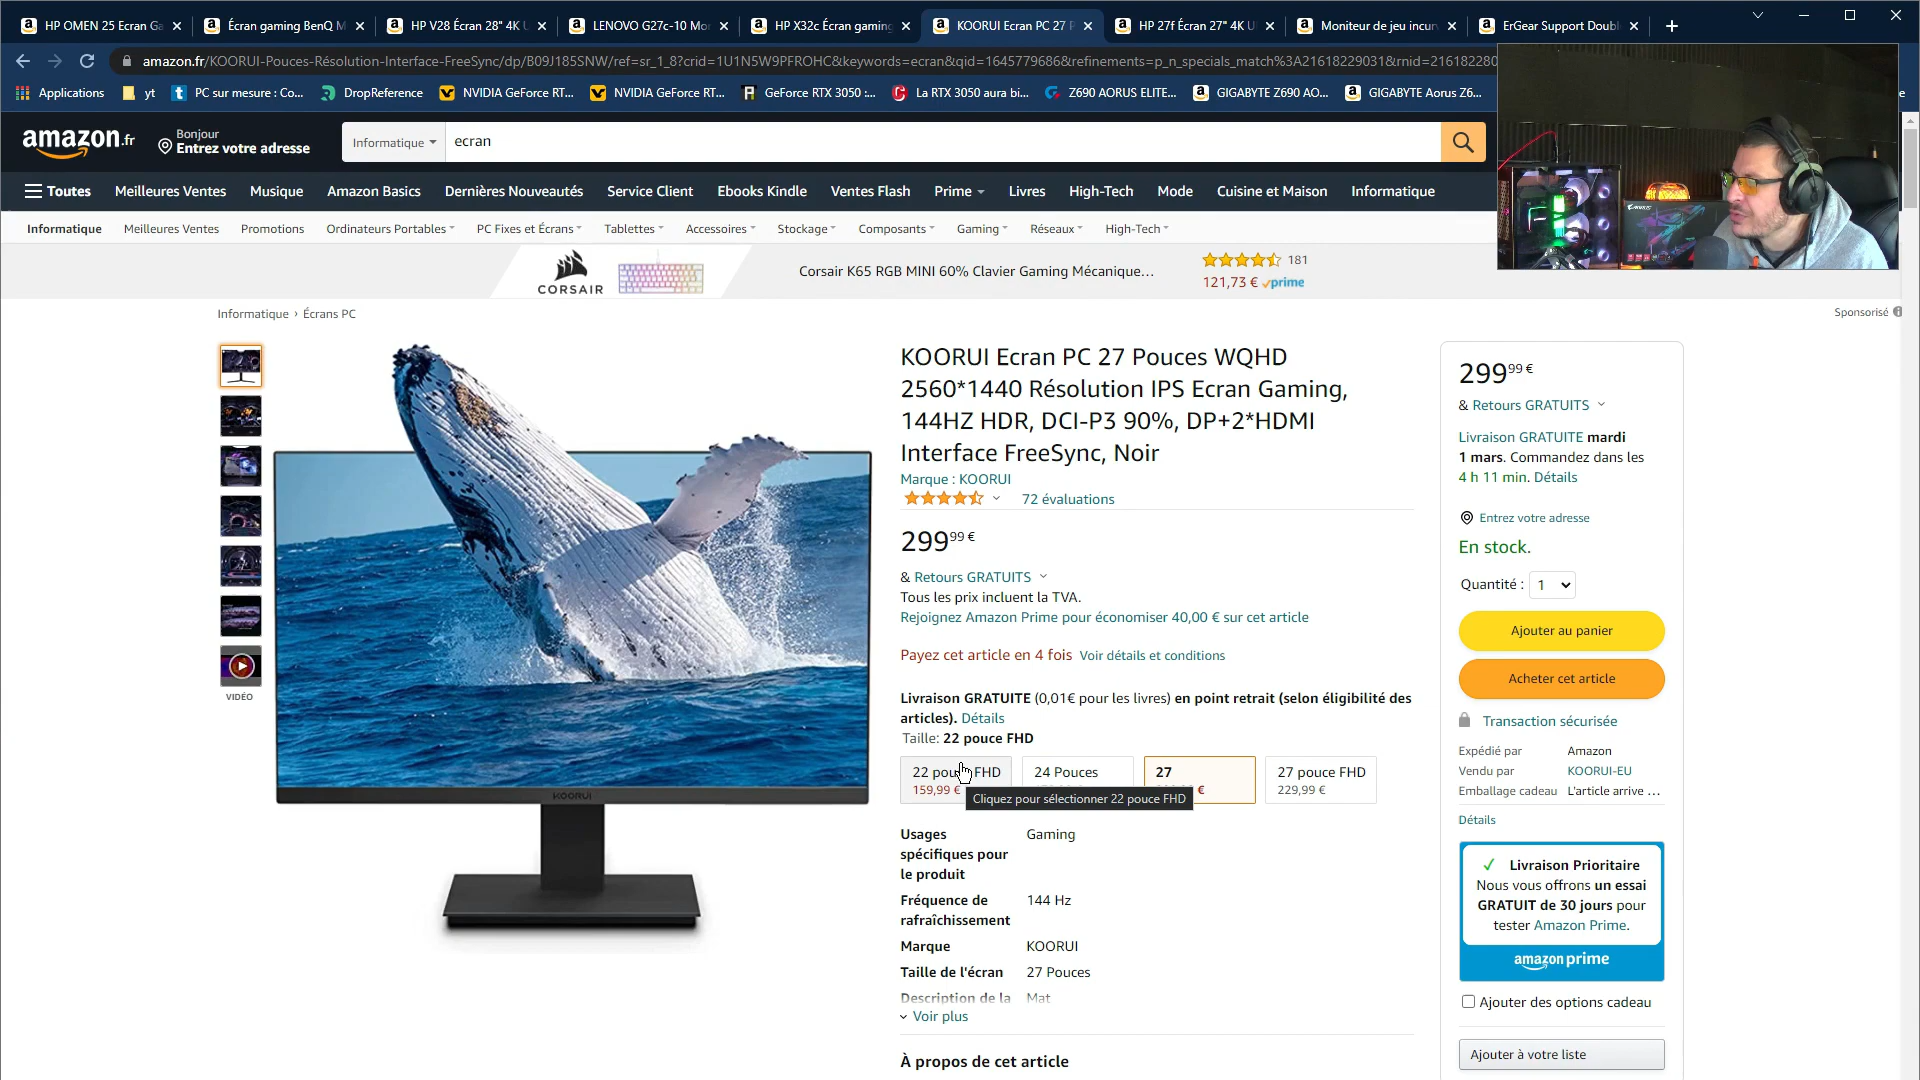 HP OMEN 25 Ecran Ga
Écran gaming BenQ M
HP V28 Écran 28" 4K U
LENOVO G27c-10 Mo
HP X32c Écran gaming
KOORUI Ecran PC 27 P
HP 27f Écran 27" 4K U
Moniteur de jeu incur
ErGear Support Doubl
amazon.fr/KOORUI-Pouces-Résolution-Interface-FreeSync/dp/B09J185SNW/ref=sr_1_8?crid=1U1N5W9PFROHC&keywords=ecran&qid=1645779686&refinements=p_n_specials_match%3A21618229031&rnid=216182280
Applications
yt
PC sur mesure : Co...
DropReference
NVIDIA GeForce RT...
NVIDIA GeForce RT...
GeForce RTX 3050 :...
La RTX 3050 aura bi...
Z690 AORUS ELITE...
GIGABYTE Z690 AO...
GIGABYTE Aorus Z6...
amazon.fr
Bonjour
Entrez votre adresse
Informatique
ecran
Toutes
Meilleures Ventes
Musique
Amazon Basics
Dernières Nouveautés
Service Client
Ebooks Kindle
Ventes Flash
Prime
Livres
High-Tech
Mode
Cuisine et Maison
Informatique
Informatique
Meilleures Ventes
Promotions
Ordinateurs Portables
PC Fixes et Écrans
Tablettes
Accessoires
Stockage
Composants
Gaming
Réseaux
High-Tech
CORSAIR
Corsair K65 RGB MINI 60% Clavier Gaming Mécanique...
181
121,73 € prime
Informatique › Écrans PC
Sponsorisé
VIDÉO
KOORUI
KOORUI Ecran PC 27 Pouces WQHD
2560*1440 Résolution IPS Ecran Gaming,
144HZ HDR, DCI-P3 90%, DP+2*HDMI
Interface FreeSync, Noir
Marque : KOORUI
72 évaluations
299 99 €
& Retours GRATUITS
Tous les prix incluent la TVA.
Rejoignez Amazon Prime pour économiser 40,00 € sur cet article
Payez cet article en 4 fois Voir détails et conditions
Livraison GRATUITE (0,01€ pour les livres) en point retrait (selon éligibilité des
articles). Détails
Taille: 22 pouce FHD
22 pouce FHD
159,99 €
24 Pouces
27
€
27 pouce FHD
229,99 €
Cliquez pour sélectionner 22 pouce FHD
Usages
spécifiques pour
le produit
Gaming
Fréquence de
rafraîchissement
144 Hz
Marque
KOORUI
Taille de l'écran
27 Pouces
Description de la
Mat
Voir plus
À propos de cet article
299 99 €
& Retours GRATUITS
Livraison GRATUITE mardi
1 mars. Commandez dans les
4 h 11 min. Détails
Entrez votre adresse
En stock.
Quantité : 1
Ajouter au panier
Acheter cet article
Transaction sécurisée
Expédié par Amazon
Vendu par KOORUI-EU
Emballage cadeau L'article arrive ...
Détails
Livraison Prioritaire
Nous vous offrons un essai
GRATUIT de 30 jours pour
tester Amazon Prime.
amazon prime
Ajouter des options cadeau
Ajouter à votre liste